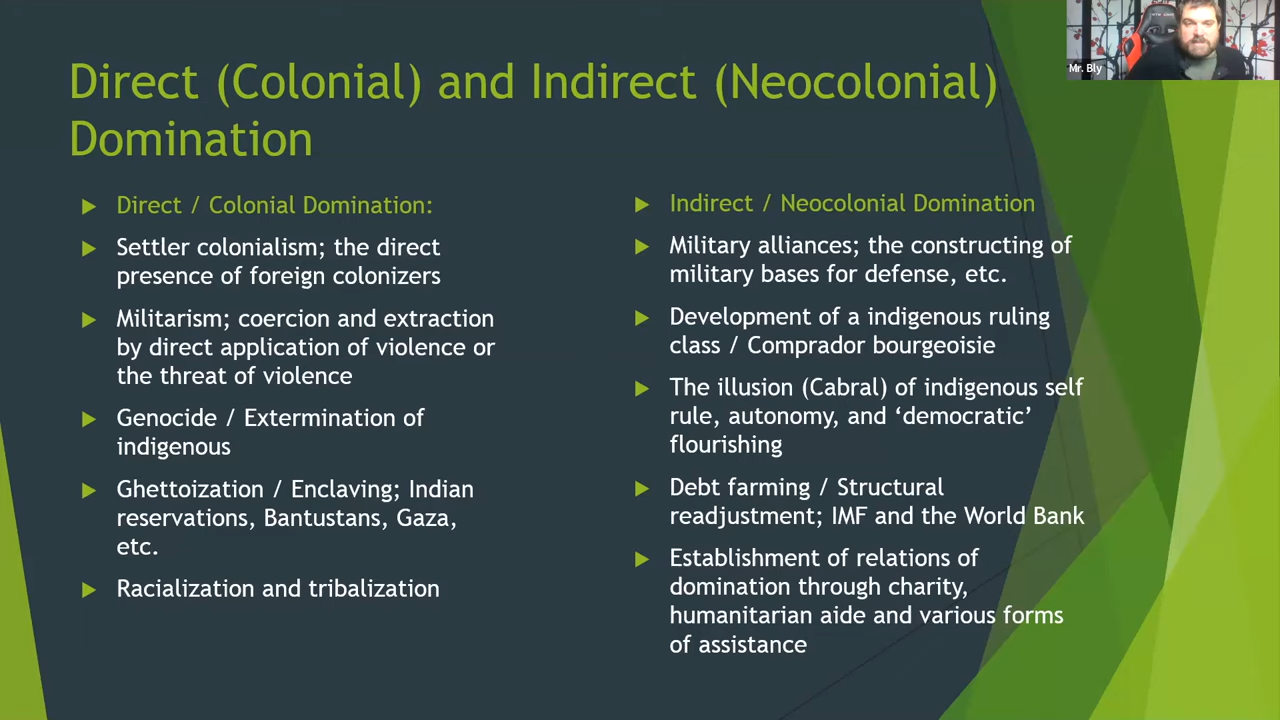 Direct (Colonial) and Indirect (Neocolonial)
Domination
Mr. Bly
Direct / Colonial Domination:
Settler colonialism; the direct
presence of foreign colonizers
Militarism; coercion and extraction
by direct application of violence or
the threat of violence
Genocide / Extermination of
indigenous
Ghettoization / Enclaving; Indian
reservations, Bantustans, Gaza,
etc.
Racialization and tribalization
Indirect / Neocolonial Domination
Military alliances; the constructing of
military bases for defense, etc.
Development of a indigenous ruling
class / Comprador bourgeoisie
The illusion (Cabral) of indigenous self
rule, autonomy, and ‘democratic’
flourishing
Debt farming / Structural
readjustment; IMF and the World Bank
Establishment of relations of
domination through charity,
humanitarian aide and various forms
of assistance